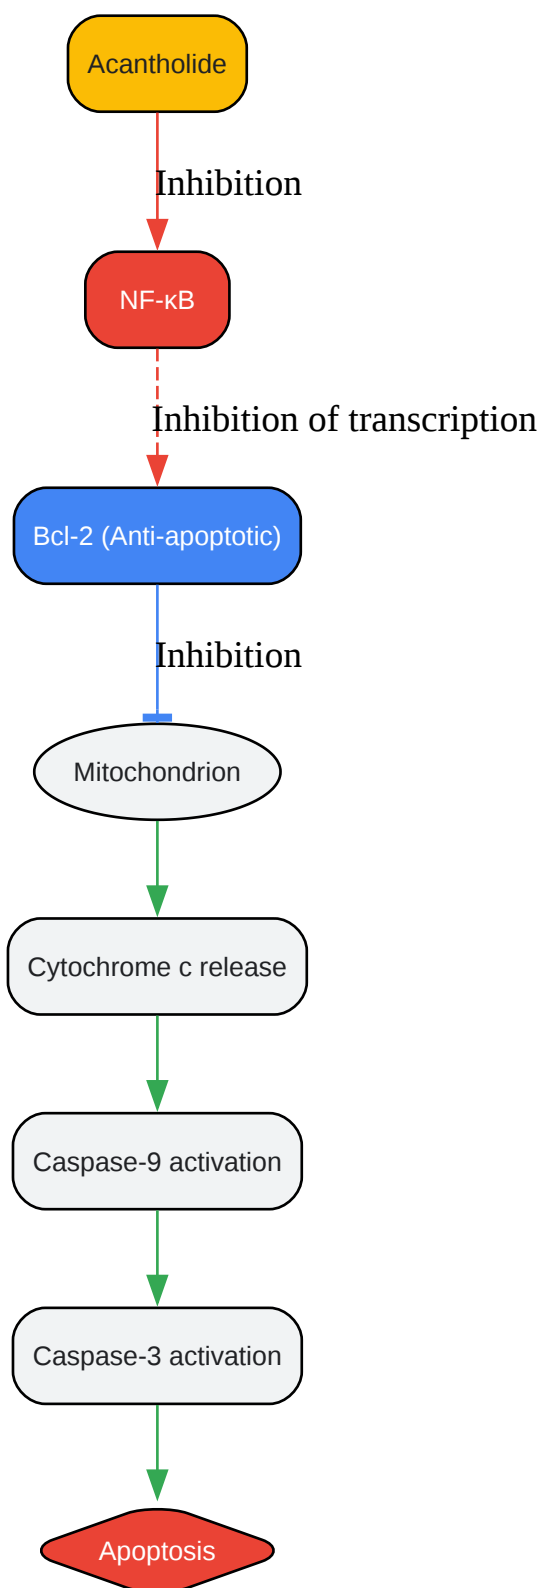 Acantholide
Inhibition
NF-κB
Inhibition of transcription
Bcl-2 (Anti-apoptotic)
Inhibition
Mitochondrion
Cytochrome c release
Caspase-9 activation
Caspase-3 activation
Apoptosis